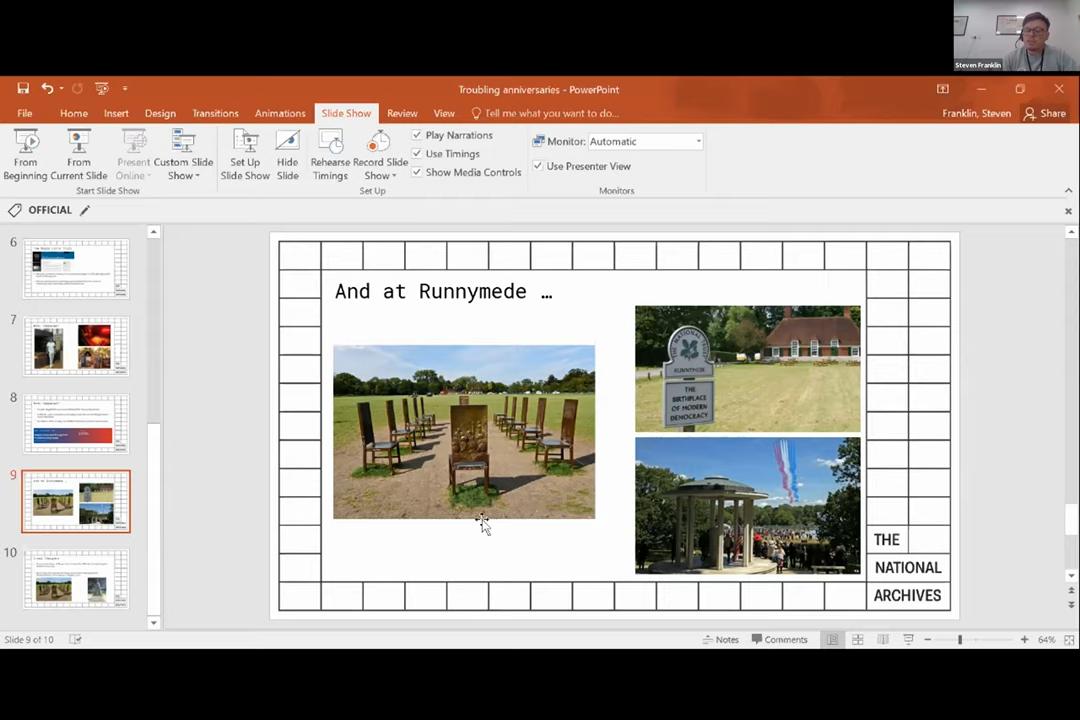 Steven Franklin
Troubling anniversaries - PowerPoint
File Home Insert Design Transitions Animations Slide Show Review View Tell me what you want to do... Franklin, Steven Share
From Beginning
From Current Slide
Present Online
Custom Slide Show
Start Slide Show
Set Up Slide Show
Hide Slide
Rehearse Timings
Record Slide Show
Play Narrations
Use Timings
Show Media Controls
Set Up
Monitor: Automatic
Use Presenter View
Monitors
OFFICIAL
6
7
8
9
10
And at Runnymede …
THE NATIONAL TRUST
RUNNYMEDE
THE
BIRTHPLACE
OF MODERN
DEMOCRACY
THE
NATIONAL
ARCHIVES
Slide 9 of 10
Notes Comments 64%